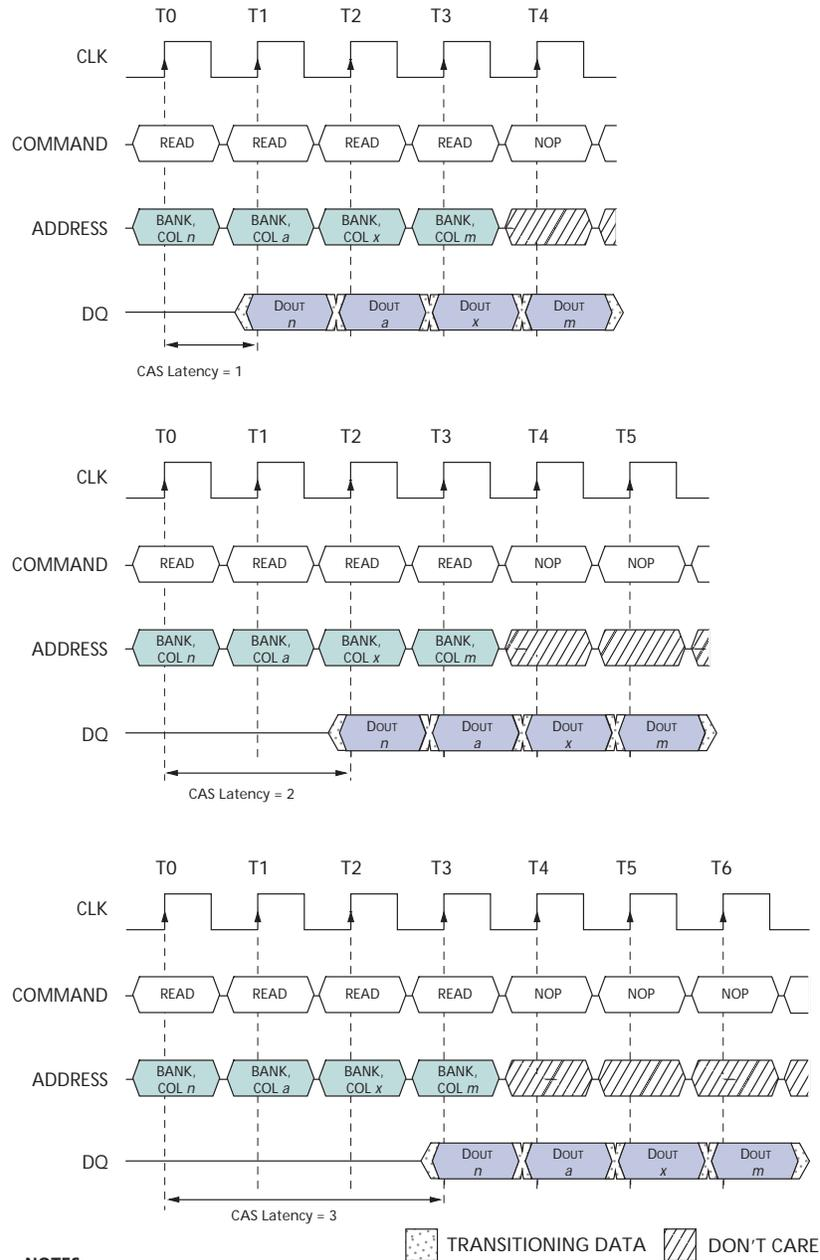 T0 T1 T2 T3 T4
CLK
COMMAND READ READ READ READ NOP
ADDRESS BANK, COL n BANK, COL a BANK, COL x BANK, COL m
DQ DOUT n DOUT a DOUT x DOUT m
CAS Latency = 1
T0 T1 T2 T3 T4 T5
CLK
COMMAND READ READ READ READ NOP NOP
ADDRESS BANK, COL n BANK, COL a BANK, COL x BANK, COL m
DQ DOUT n DOUT a DOUT x DOUT m
CAS Latency = 2
T0 T1 T2 T3 T4 T5 T6
CLK
COMMAND READ READ READ READ NOP NOP NOP
ADDRESS BANK, COL n BANK, COL a BANK, COL x BANK, COL m
DQ DOUT n DOUT a DOUT x DOUT m
CAS Latency = 3
TRANSITIONING DATA DON'T CARE